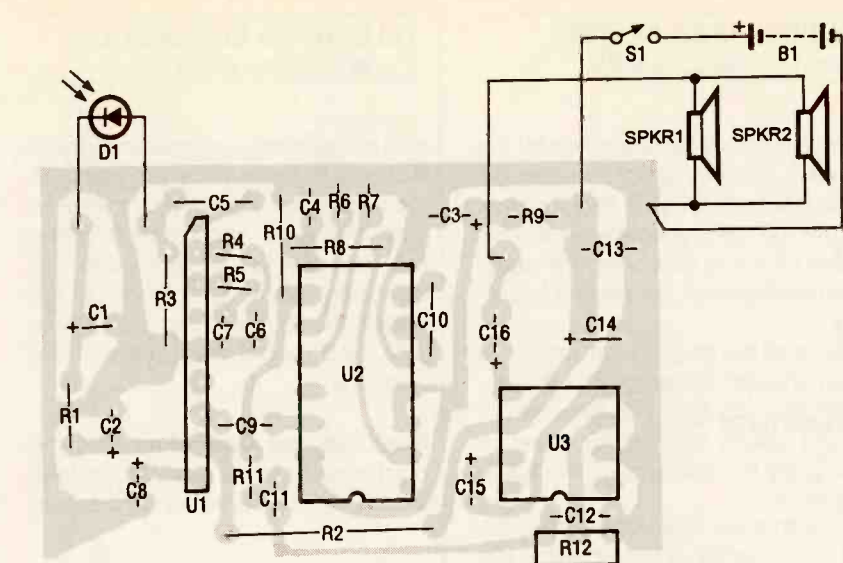 S1
+
B1
SPKR1
SPKR2
D1
C5
C4
R6
R7
C3
+
R9
R10
R4
R8
C13
R5
R3
C1
+
C7
C6
C10
C16
+
C14
+
U2
R1
C2
+
C9
U3
C8
+
R11
C11
C15
+
U1
C12
R2
R12